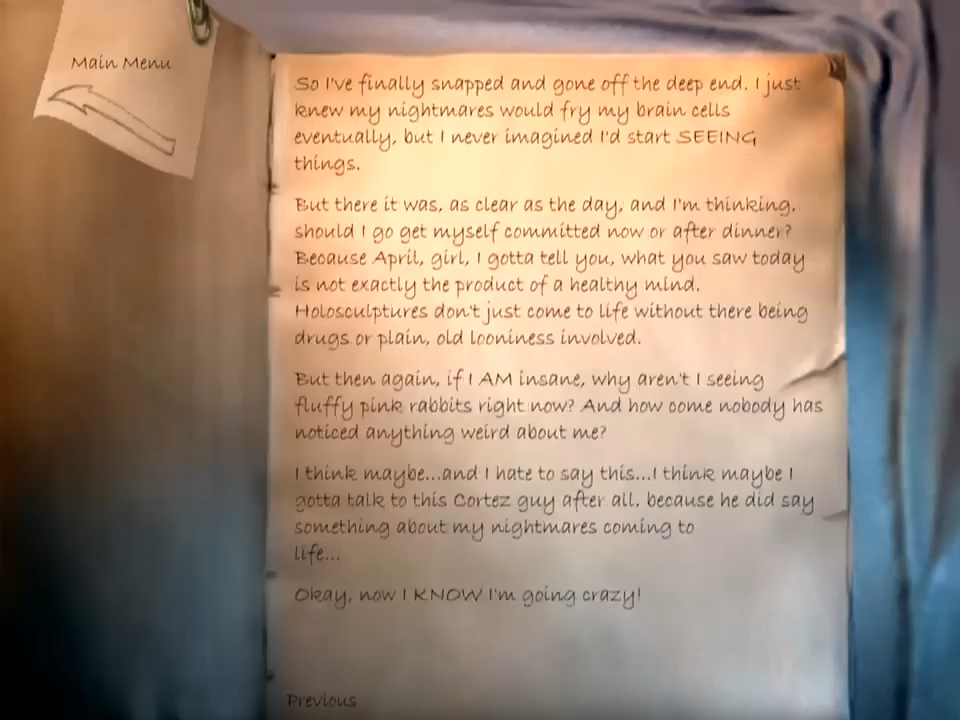 Main Menu
So I've finally snapped and gone off the deep end. I just
knew my nightmares would fry my brain cells
eventually, but I never imagined I'd start SEEING
things.
But there it was, as clear as the day, and I'm thinking,
should I go get myself committed now or after dinner?
Because April, girl, I gotta tell you, what you saw today
is not exactly the product of a healthy mind.
Holosculptures don't just come to life without there being
drugs or plain, old looniness involved.
But then again, if I AM insane, why aren't I seeing
fluffy pink rabbits right now? And how come nobody has
noticed anything weird about me?
I think maybe...and I hate to say this...I think maybe I
gotta talk to this Cortez guy after all, because he did say
something about my nightmares coming to
life...
Okay, now I KNOW I'm going crazy!
Previous